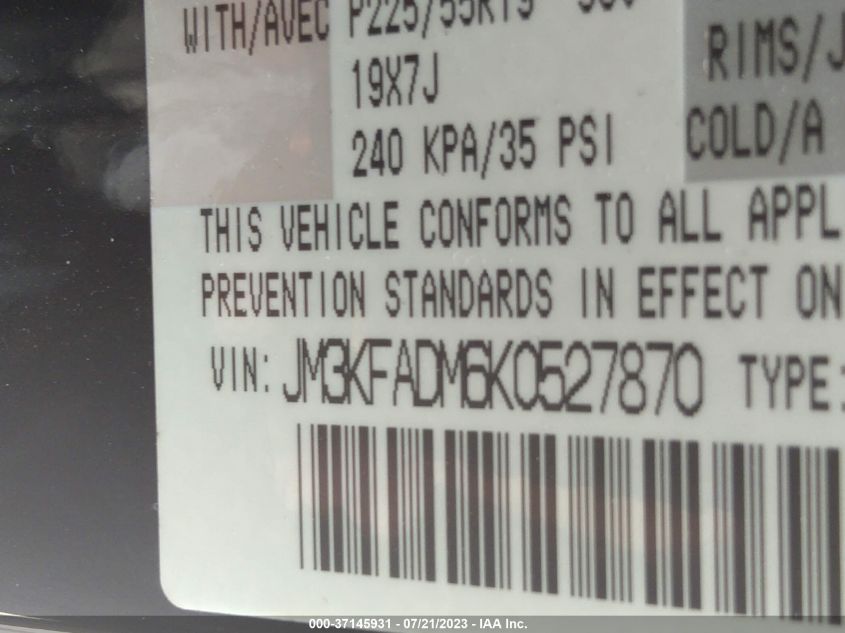 WITH/AVEC P225/55R19
RIMS/J
19X7J
240 KPA/35 PSI
COLD/A
THIS VEHICLE CONFORMS TO ALL APPL
PREVENTION STANDARDS IN EFFECT ON
VIN: JM3KFADM6K0527870 TYPE:
000-37145931 - 07/21/2023 - IAA Inc.